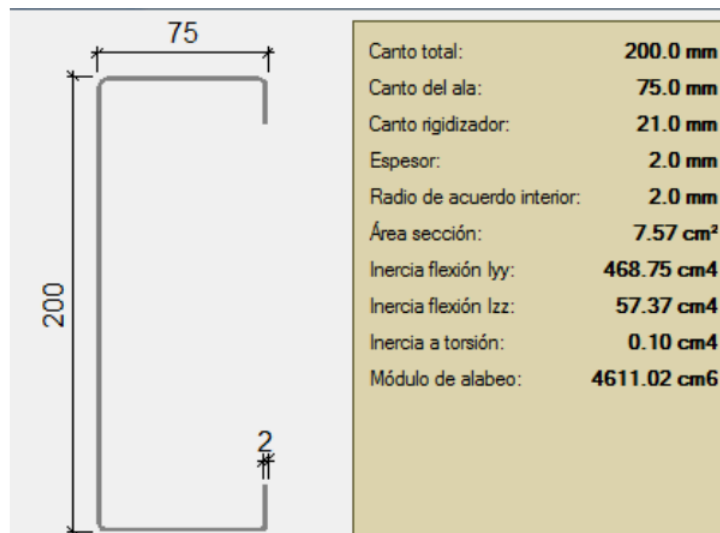 75
200
2
Canto total: 200.0 mm
Canto del ala: 75.0 mm
Canto rigidizador: 21.0 mm
Espesor: 2.0 mm
Radio de acuerdo interior: 2.0 mm
Área sección: 7.57 cm²
Inercia flexión Iyy: 468.75 cm4
Inercia flexión Izz: 57.37 cm4
Inercia a torsión: 0.10 cm4
Módulo de alabeo: 4611.02 cm6